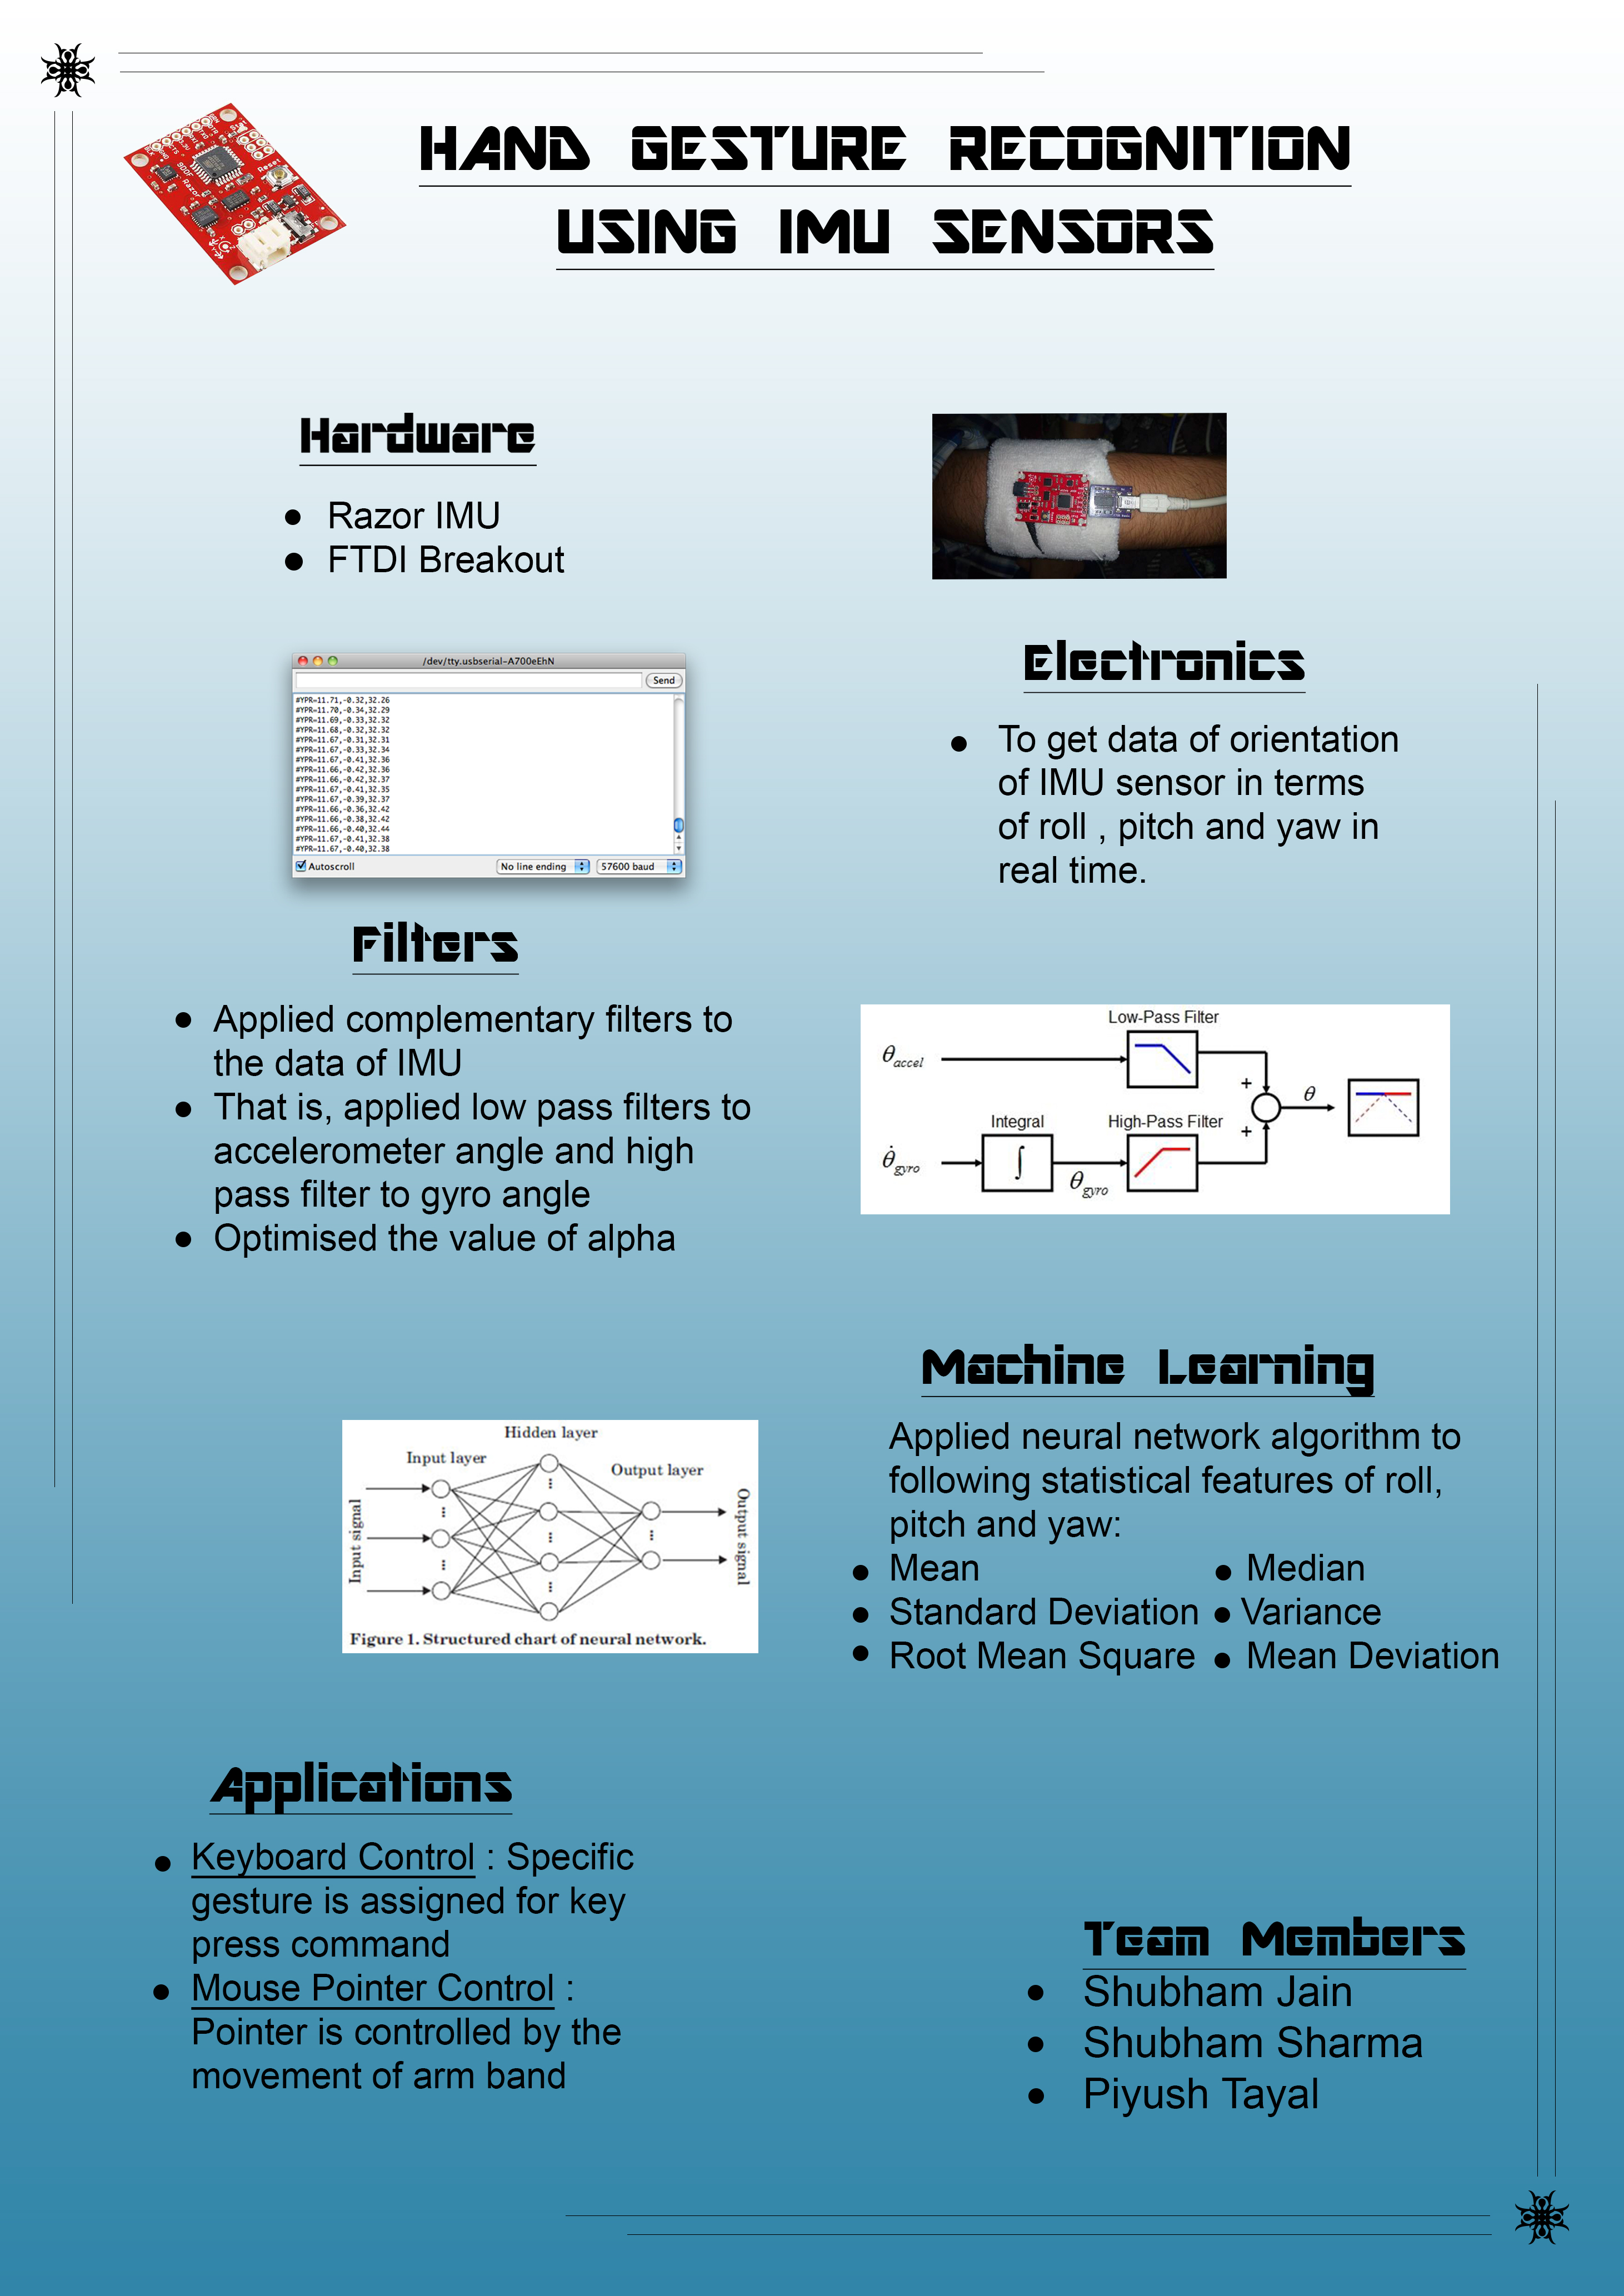 HAND GESTURE RECOGNITION
USING IMU SENSORS
Hardware
Razor IMU
FTDI Breakout
/dev/tty.usbserial-A700eEhN
Send
#YPR=11.71,-0.32,32.26
#YPR=11.70,-0.34,32.29
#YPR=11.69,-0.33,32.32
#YPR=11.68,-0.32,32.32
#YPR=11.67,-0.31,32.31
#YPR=11.67,-0.33,32.34
#YPR=11.67,-0.41,32.36
#YPR=11.66,-0.42,32.36
#YPR=11.66,-0.42,32.37
#YPR=11.67,-0.41,32.35
#YPR=11.67,-0.39,32.37
#YPR=11.66,-0.36,32.42
#YPR=11.66,-0.38,32.42
#YPR=11.66,-0.40,32.44
#YPR=11.67,-0.41,32.38
#YPR=11.67,-0.40,32.38
Autoscroll
No line ending
57600 baud
Electronics
To get data of orientation
of IMU sensor in terms
of roll , pitch and yaw in
real time.
Filters
Applied complementary filters to
the data of IMU
That is, applied low pass filters to
accelerometer angle and high
pass filter to gyro angle
Optimised the value of alpha
Low-Pass Filter
θaccel
+
θ
Integral
High-Pass Filter
+
θ̇gyro
∫
θgyro
Machine Learning
Applied neural network algorithm to
following statistical features of roll,
pitch and yaw:
Mean
Median
Standard Deviation
Variance
Root Mean Square
Mean Deviation
Hidden layer
Input layer
Output layer
Input signal
Output signal
Figure 1. Structured chart of neural network.
Applications
Keyboard Control : Specific
gesture is assigned for key
press command
Mouse Pointer Control :
Pointer is controlled by the
movement of arm band
Team Members
Shubham Jain
Shubham Sharma
Piyush Tayal